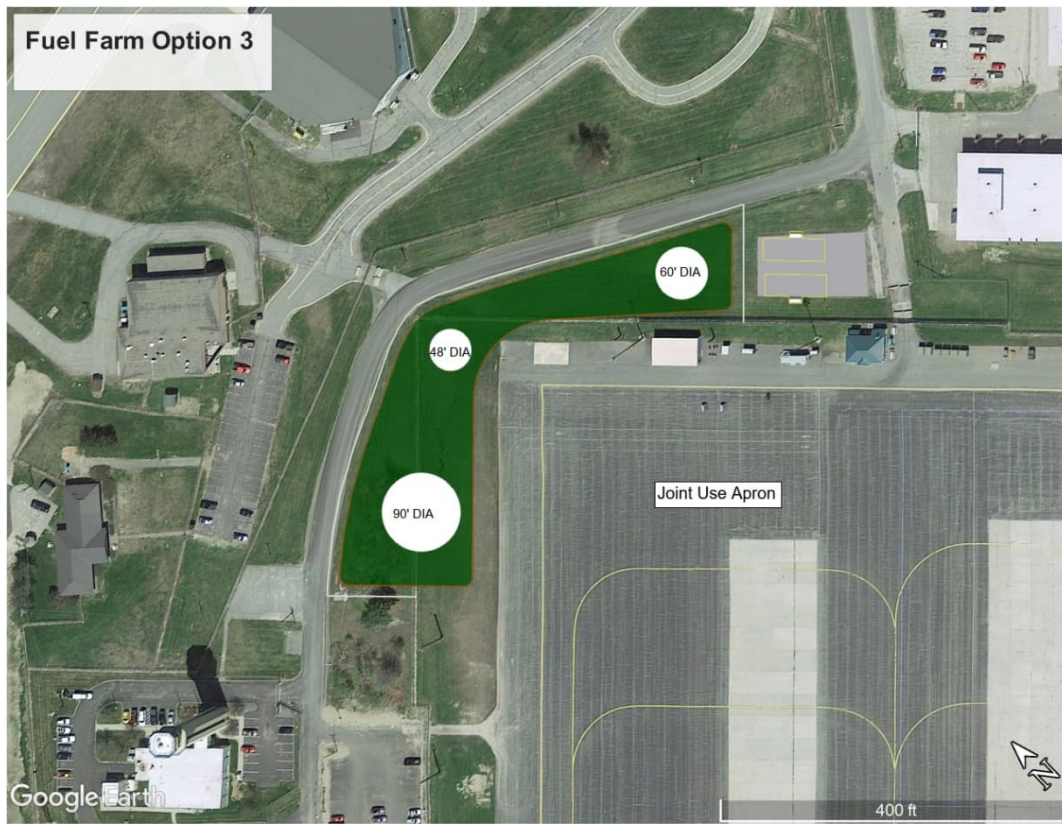 Fuel Farm Option 3
60' DIA
48' DIA
90' DIA
Joint Use Apron
N
Google Earth
400 ft